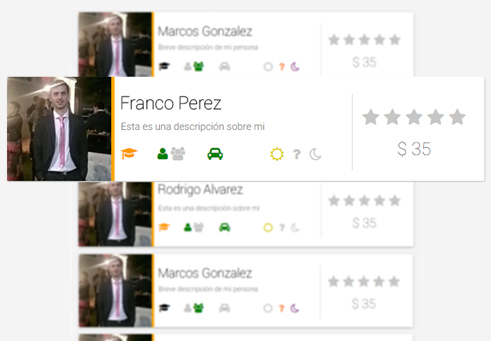 Marcos Gonzalez
Breve descripción de mi persona
$ 35
Franco Perez
Esta es una descripción sobre mi
?
$ 35
Rodrigo Alvarez
Esta es una descripción sobre mi
?
$ 35
Marcos Gonzalez
Breve descripción de mi persona
?
$ 35